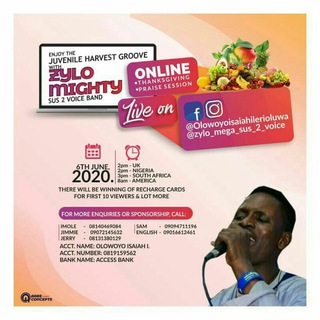 ENJOY THE
JUVENILE HARVEST GROOVE
WITH
ZYLO
MIGHTY
SUS 2 VOICE BAND
ONLINE
•THANKSGIVING
•PRAISE SESSION
Live on
@Olowoyoisaiahilerioluwa
@zylo_mega_sus_2_voice
6TH JUNE,
2020.
2pm - UK
2pm - NIGERIA
3pm - SOUTH AFRICA
8am - AMERICA
THERE WILL BE WINNING OF RECHARGE CARDS
FOR FIRST 10 VIEWERS & LOT MORE
FOR MORE ENQUIRIES OR SPONSORSHIP, CALL:
IMOLE - 08140469084
JIMMIE - 09072145632
JERRY - 08131380129
SAM - 09094711196
ENGLISH - 09016612461
ACCT. NAME: OLOWOYO ISAIAH I.
ACCT. NUMBER: 0819159562
BANK NAME: ACCESS BANK
CONCEPTS